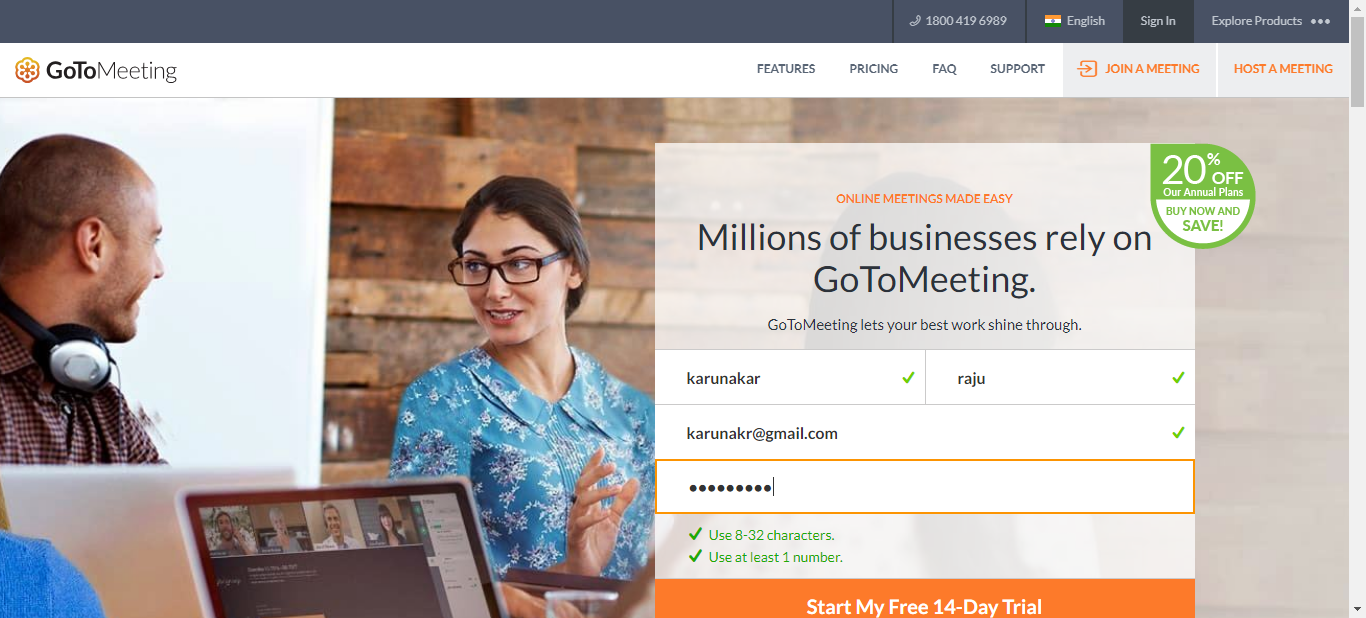 1800 419 6989
English
Sign In
Explore Products
GoToMeeting
FEATURES
PRICING
FAQ
SUPPORT
JOIN A MEETING
HOST A MEETING
20% OFF
Our Annual Plans
BUY NOW AND
SAVE!
ONLINE MEETINGS MADE EASY
Millions of businesses rely on
GoToMeeting.
GoToMeeting lets your best work shine through.
karunakar
raju
karunakr@gmail.com
•••••••••
Use 8-32 characters.
Use at least 1 number.
Start My Free 14-Day Trial